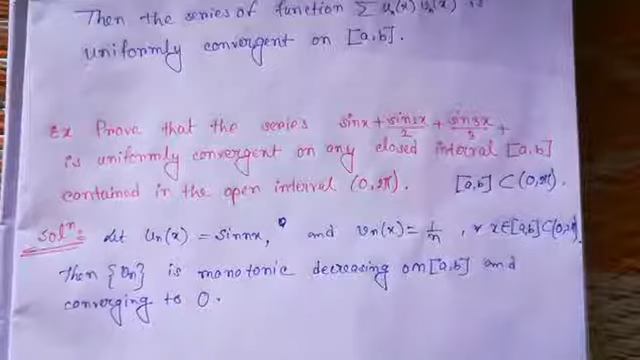 Then the series of function Σ uₙ(x) vₙ(x) is
uniformly convergent on [a,b].
Ex Prove that the series sinx + sin2x/2 + sin3x/3 +
is uniformly convergent on any closed interval [a,b]
contained in the open interval (0,2π). [a,b] ⊂ (0,2π).
Solⁿ: let uₙ(x) = sinnx, and vₙ(x) = 1/n, ∀ x∈[a,b]⊂(0,2π).
Then {vₙ} is monotonic decreasing on [a,b] and
converging to 0.